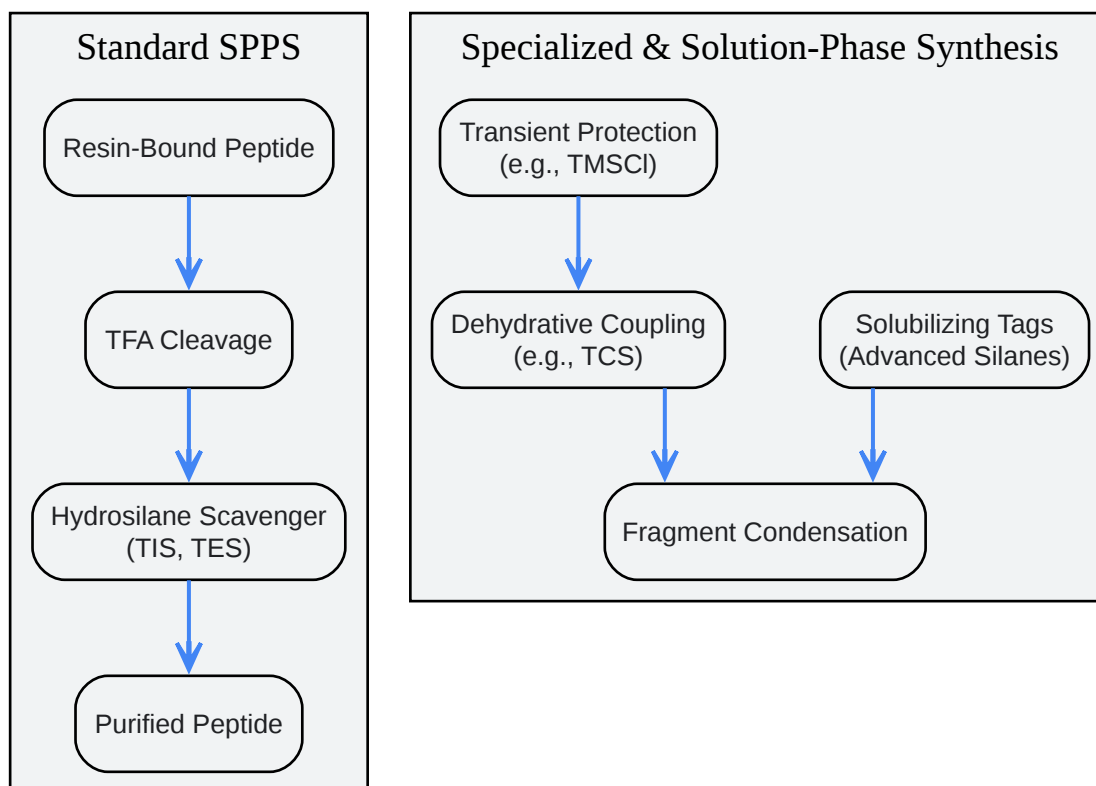 Standard SPPS
Resin-Bound Peptide
TFA Cleavage
Hydrosilane Scavenger
(TIS, TES)
Purified Peptide
Specialized & Solution-Phase Synthesis
Transient Protection
(e.g., TMSCl)
Dehydrative Coupling
(e.g., TCS)
Solubilizing Tags
(Advanced Silanes)
Fragment Condensation